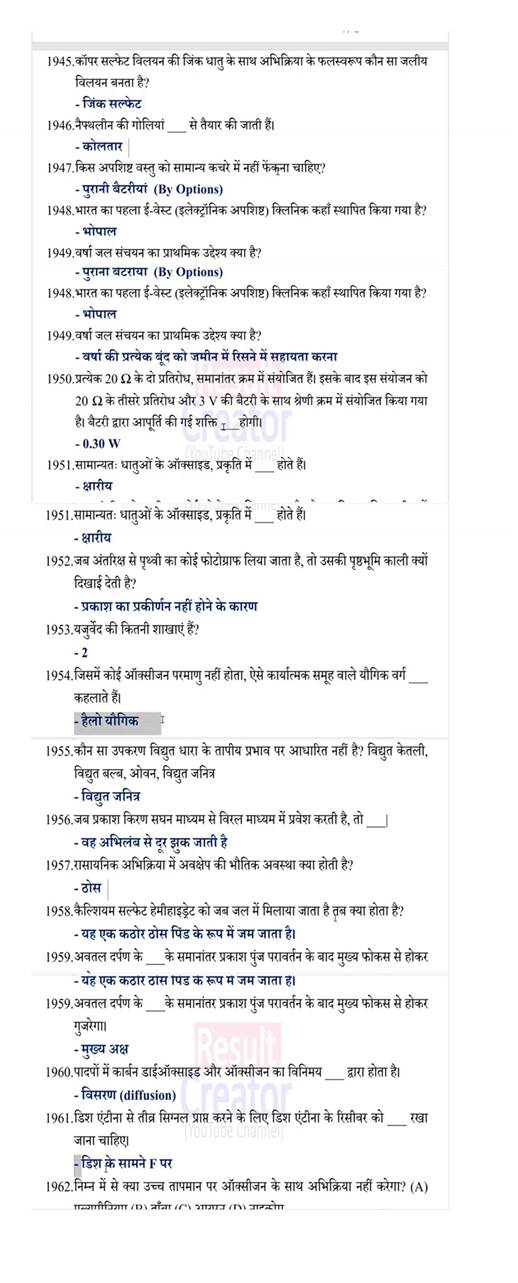 1945.कॉपर सल्फेट विलयन की जिंक धातु के साथ अभिक्रिया के फलस्वरूप कौन सा जलीय
विलयन बनता है?
- जिंक सल्फेट
1946.नैफ्थलीन की गोलियां ___ से तैयार की जाती हैं।
- कोलतार
1947.किस अपशिष्ट वस्तु को सामान्य कचरे में नहीं फेंकना चाहिए?
- पुरानी बैटरीयां (By Options)
1948.भारत का पहला ई-वेस्ट (इलेक्ट्रॉनिक अपशिष्ट) क्लिनिक कहाँ स्थापित किया गया है?
- भोपाल
1949.वर्षा जल संचयन का प्राथमिक उद्देश्य क्या है?
- पुरानी बैटरीयां (By Options)
1948.भारत का पहला ई-वेस्ट (इलेक्ट्रॉनिक अपशिष्ट) क्लिनिक कहाँ स्थापित किया गया है?
- भोपाल
1949.वर्षा जल संचयन का प्राथमिक उद्देश्य क्या है?
- वर्षा की प्रत्येक बूंद को जमीन में रिसने में सहायता करना
1950.प्रत्येक 20 Ω के दो प्रतिरोध, समानांतर क्रम में संयोजित हैं। इसके बाद इस संयोजन को
20 Ω के तीसरे प्रतिरोध और 3 V की बैटरी के साथ श्रेणी क्रम में संयोजित किया गया
है। बैटरी द्वारा आपूर्ति की गई शक्ति ___होगी।
- 0.30 W
Result
Creator
(YouTube Channel)
1951.सामान्यतः धातुओं के ऑक्साइड, प्रकृति में ___ होते हैं।
- क्षारीय
1951.सामान्यतः धातुओं के ऑक्साइड, प्रकृति में ___ होते हैं।
- क्षारीय
1952.जब अंतरिक्ष से पृथ्वी का कोई फोटोग्राफ लिया जाता है, तो उसकी पृष्ठभूमि काली क्यों
दिखाई देती है?
- प्रकाश का प्रकीर्णन नहीं होने के कारण
1953.यजुर्वेद की कितनी शाखाएं हैं?
- 2
1954.जिसमें कोई ऑक्सीजन परमाणु नहीं होता, ऐसे कार्यात्मक समूह वाले यौगिक वर्ग ___
कहलाते हैं।
- हैलो यौगिक
1955.कौन सा उपकरण विद्युत धारा के तापीय प्रभाव पर आधारित नहीं है? विद्युत केतली,
विद्युत बल्ब, ओवन, विद्युत जनित्र
- विद्युत जनित्र
1956.जब प्रकाश किरण सघन माध्यम से विरल माध्यम में प्रवेश करती है, तो ___|
- वह अभिलंब से दूर झुक जाती है
1957.रासायनिक अभिक्रिया में अवक्षेप की भौतिक अवस्था क्या होती है?
- ठोस
1958.कैल्शियम सल्फेट हेमीहाइड्रेट को जब जल में मिलाया जाता है तब क्या होता है?
- यह एक कठोर ठोस पिंड के रूप में जम जाता है।
1959.अवतल दर्पण के ___के समानांतर प्रकाश पुंज परावर्तन के बाद मुख्य फोकस से होकर
- यह एक कठोर ठोस पिंड के रूप में जम जाता है।
1959.अवतल दर्पण के ___के समानांतर प्रकाश पुंज परावर्तन के बाद मुख्य फोकस से होकर
गुजरेगा।
- मुख्य अक्ष
1960.पादपों में कार्बन डाईऑक्साइड और ऑक्सीजन का विनिमय ___ द्वारा होता है।
- विसरण (diffusion)
Result
Creator
(YouTube Channel)
1961.डिश एंटीना से तीव्र सिग्नल प्राप्त करने के लिए डिश एंटीना के रिसीवर को ___ रखा
जाना चाहिए।
- डिश के सामने F पर
1962.निम्न में से क्या उच्च तापमान पर ऑक्सीजन के साथ अभिक्रिया नहीं करेगा? (A)